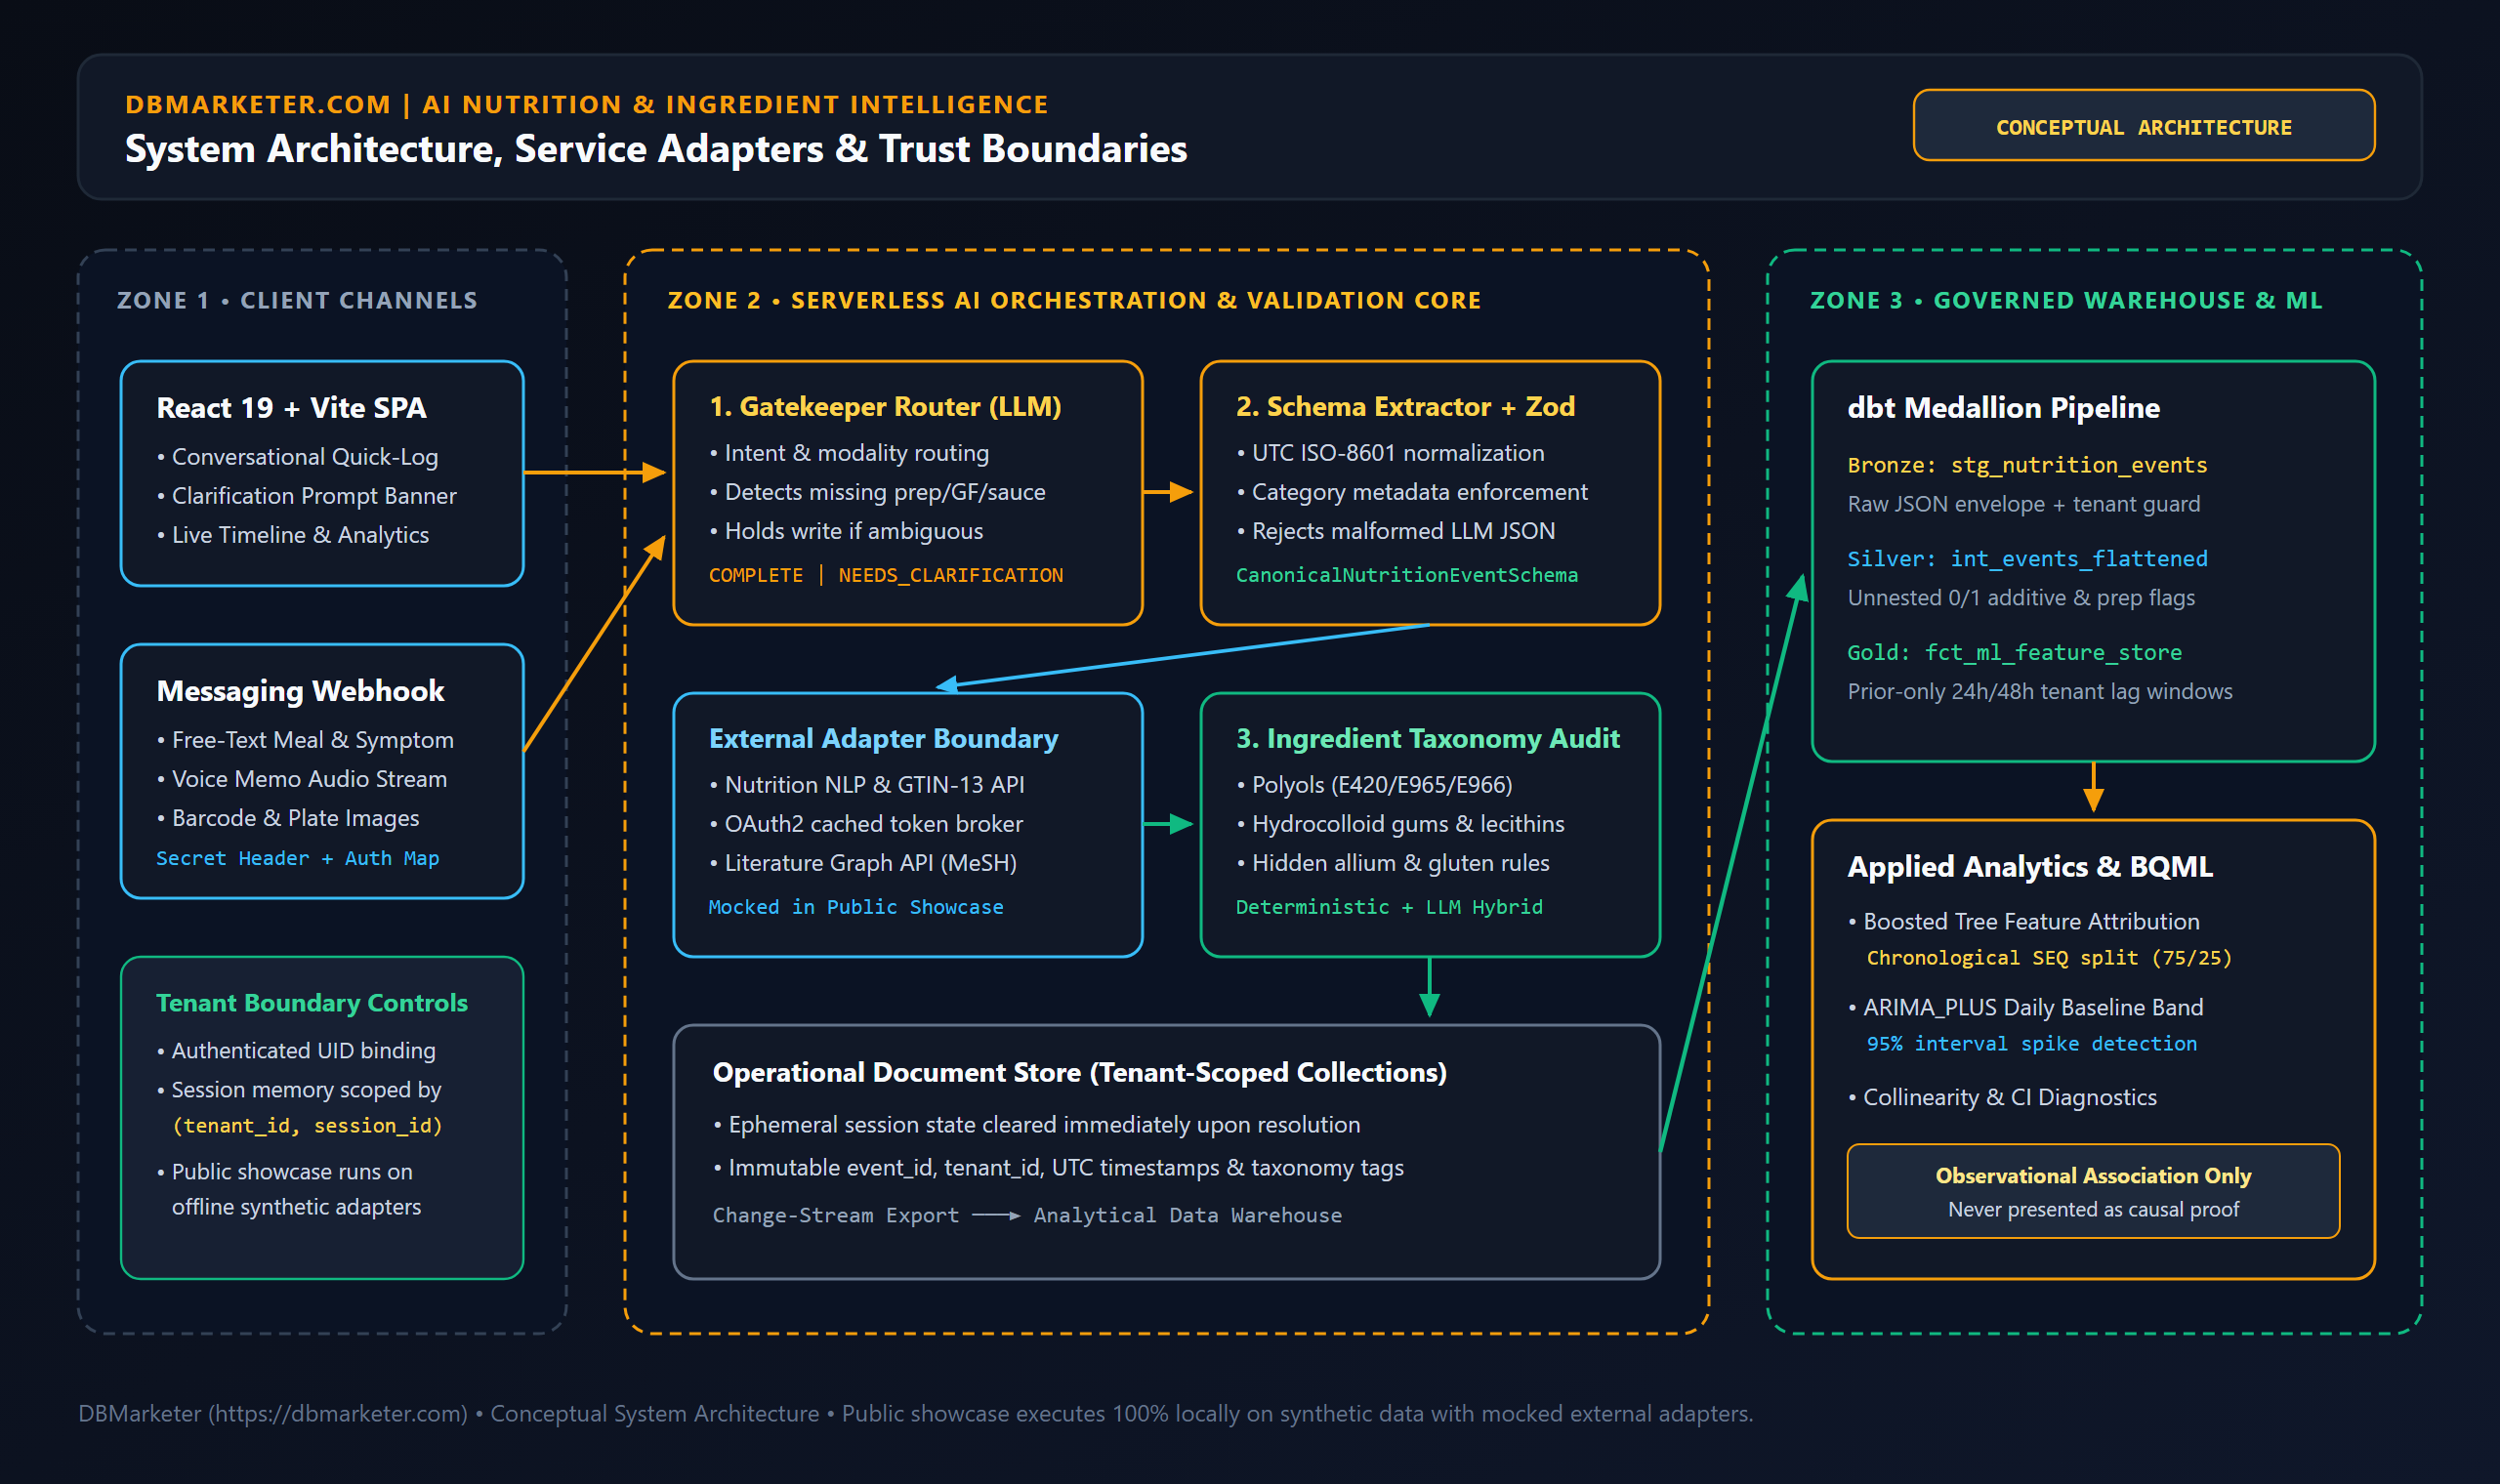 DBMARKETER.COM | AI NUTRITION & INGREDIENT INTELLIGENCE
System Architecture, Service Adapters & Trust Boundaries
CONCEPTUAL ARCHITECTURE
ZONE 1 • CLIENT CHANNELS
React 19 + Vite SPA
• Conversational Quick-Log
• Clarification Prompt Banner
• Live Timeline & Analytics
Messaging Webhook
• Free-Text Meal & Symptom
• Voice Memo Audio Stream
• Barcode & Plate Images
Secret Header + Auth Map
Tenant Boundary Controls
• Authenticated UID binding
• Session memory scoped by
(tenant_id, session_id)
• Public showcase runs on
offline synthetic adapters
ZONE 2 • SERVERLESS AI ORCHESTRATION & VALIDATION CORE
1. Gatekeeper Router (LLM)
• Intent & modality routing
• Detects missing prep/GF/sauce
• Holds write if ambiguous
COMPLETE | NEEDS_CLARIFICATION
2. Schema Extractor + Zod
• UTC ISO-8601 normalization
• Category metadata enforcement
• Rejects malformed LLM JSON
CanonicalNutritionEventSchema
External Adapter Boundary
• Nutrition NLP & GTIN-13 API
• OAuth2 cached token broker
• Literature Graph API (MeSH)
Mocked in Public Showcase
3. Ingredient Taxonomy Audit
• Polyols (E420/E965/E966)
• Hydrocolloid gums & lecithins
• Hidden allium & gluten rules
Deterministic + LLM Hybrid
Operational Document Store (Tenant-Scoped Collections)
• Ephemeral session state cleared immediately upon resolution
• Immutable event_id, tenant_id, UTC timestamps & taxonomy tags
Change-Stream Export ──► Analytical Data Warehouse
ZONE 3 • GOVERNED WAREHOUSE & ML
dbt Medallion Pipeline
Bronze: stg_nutrition_events
Raw JSON envelope + tenant guard
Silver: int_events_flattened
Unnested 0/1 additive & prep flags
Gold: fct_ml_feature_store
Prior-only 24h/48h tenant lag windows
Applied Analytics & BQML
• Boosted Tree Feature Attribution
Chronological SEQ split (75/25)
• ARIMA_PLUS Daily Baseline Band
95% interval spike detection
• Collinearity & CI Diagnostics
Observational Association Only
Never presented as causal proof
DBMarketer (https://dbmarketer.com) • Conceptual System Architecture • Public showcase executes 100% locally on synthetic data with mocked external adapters.